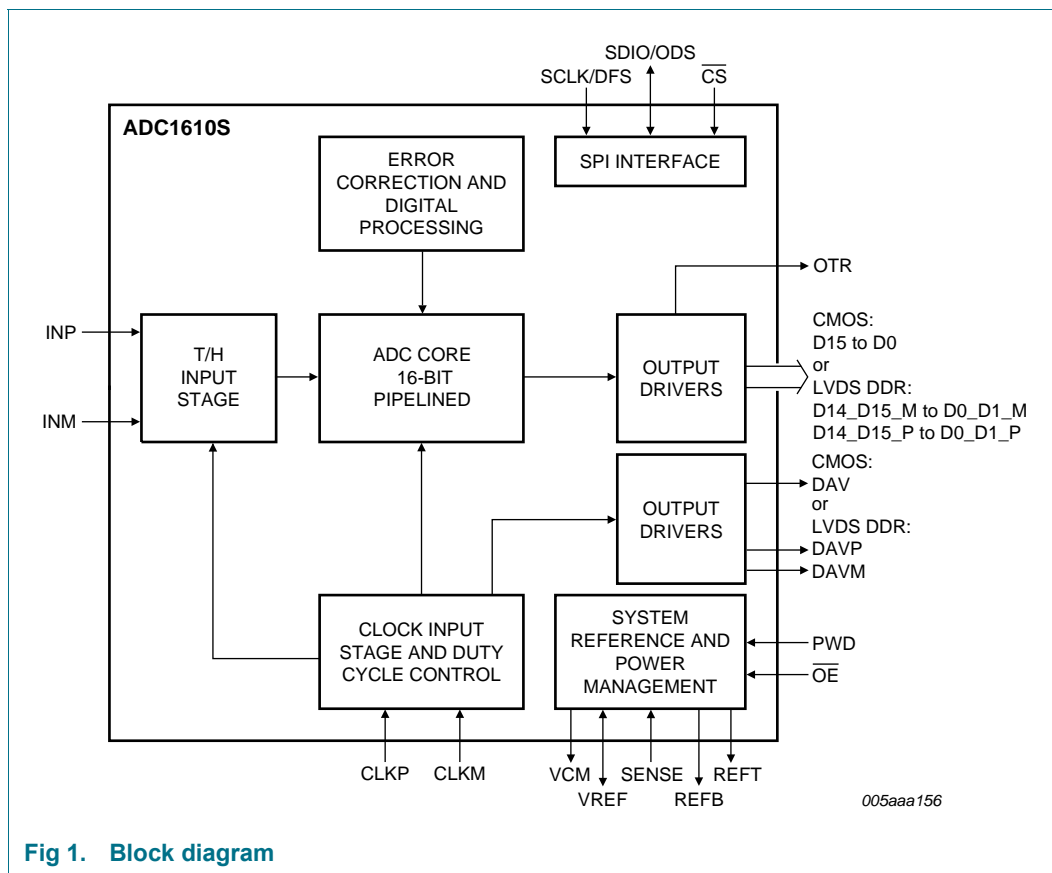 SDIO/ODS
SCLK/DFS
CS
ADC1610S
ERROR
CORRECTION AND
DIGITAL
PROCESSING
SPI INTERFACE
OTR
INP
INM
T/H
INPUT
STAGE
ADC CORE
16-BIT
PIPELINED
OUTPUT
DRIVERS
CMOS:
D15 to D0
or
LVDS DDR:
D14_D15_M to D0_D1_M
D14_D15_P to D0_D1_P
OUTPUT
DRIVERS
CMOS:
DAV
or
LVDS DDR:
DAVP
DAVM
CLOCK INPUT
STAGE AND DUTY
CYCLE CONTROL
SYSTEM
REFERENCE AND
POWER
MANAGEMENT
PWD
OE
CLKP
CLKM
VCM
SENSE
REFT
VREF
REFB
005aaa156
Fig 1. Block diagram